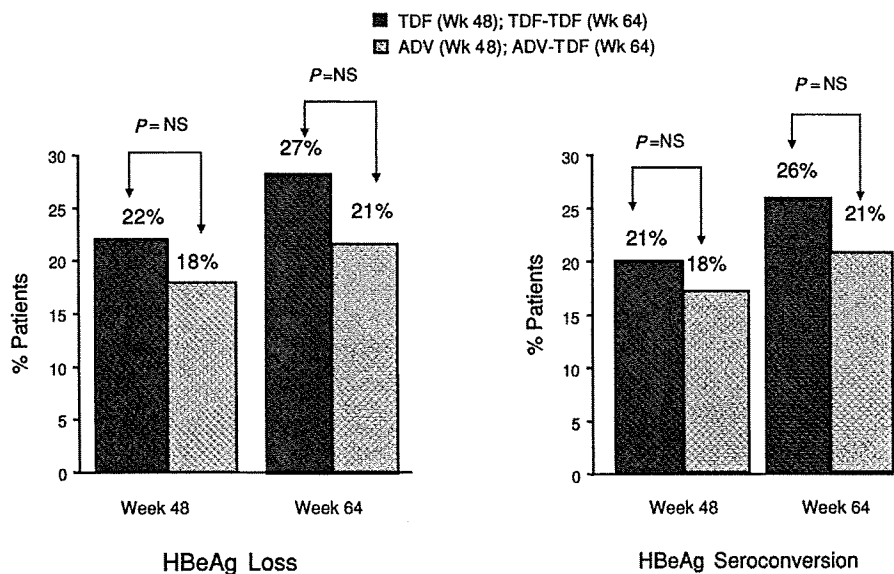 TDF (Wk 48); TDF-TDF (Wk 64)
ADV (Wk 48); ADV-TDF (Wk 64)
P=NS
P=NS
27%
22%
21%
18%
30
25
20
15
10
5
0
% Patients
Week 48
Week 64
HBeAg Loss
P=NS
P=NS
26%
21%
21%
18%
30
25
20
15
10
5
0
% Patients
Week 48
Week 64
HBeAg Seroconversion